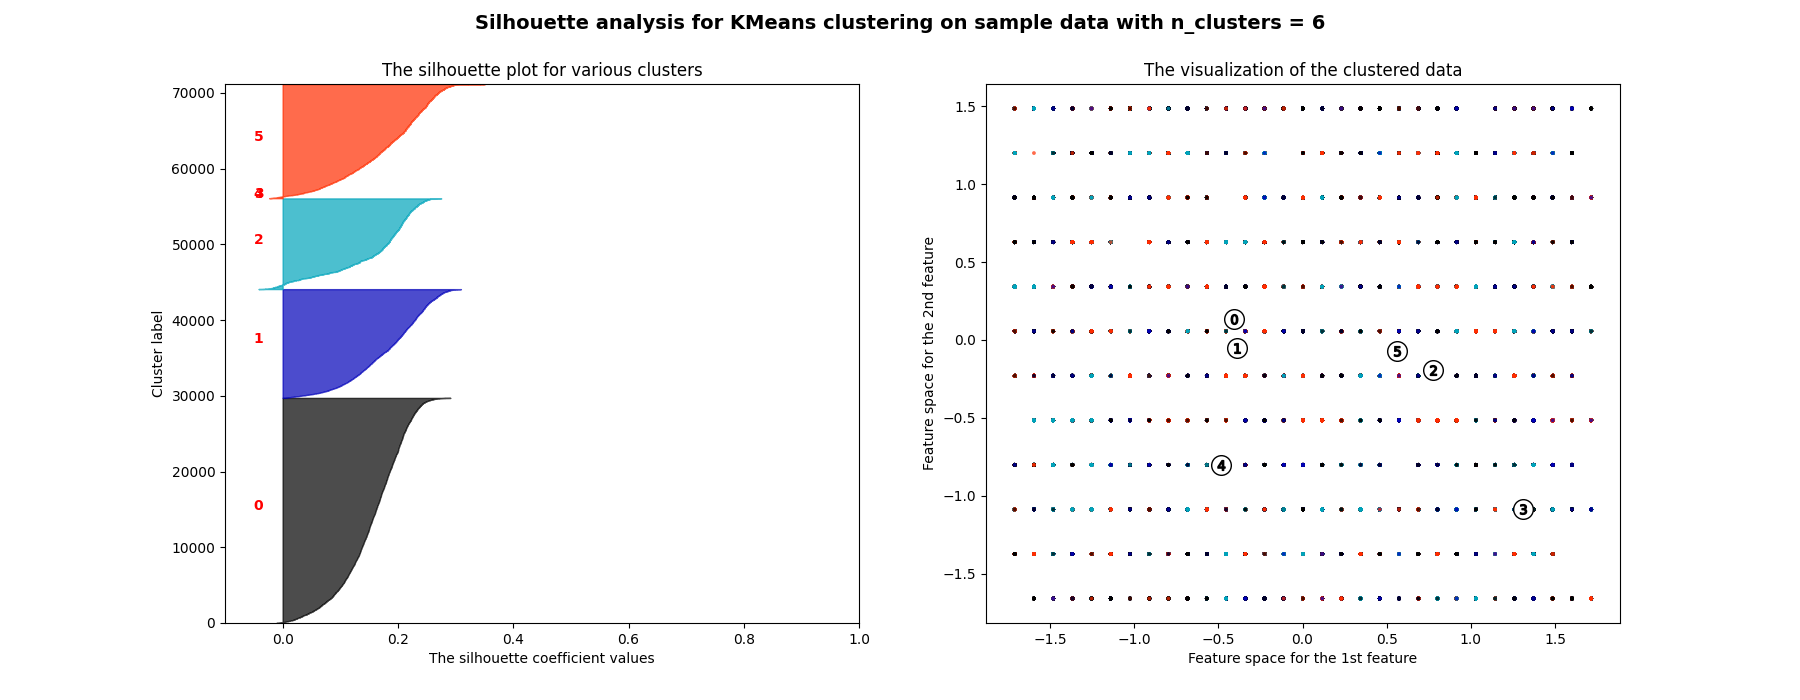 Silhouette analysis for KMeans clustering on sample data with n_clusters = 6
The silhouette plot for various clusters
Cluster label
70000
60000
50000
40000
30000
20000
10000
0
5
2
1
0
0.0 0.2 0.4 0.6 0.8 1.0
The silhouette coefficient values
The visualization of the clustered data
Feature space for the 2nd feature
1.5
1.0
0.5
0.0
−0.5
−1.0
−1.5
0
1
5
2
4
3
−1.5 −1.0 −0.5 0.0 0.5 1.0 1.5
Feature space for the 1st feature